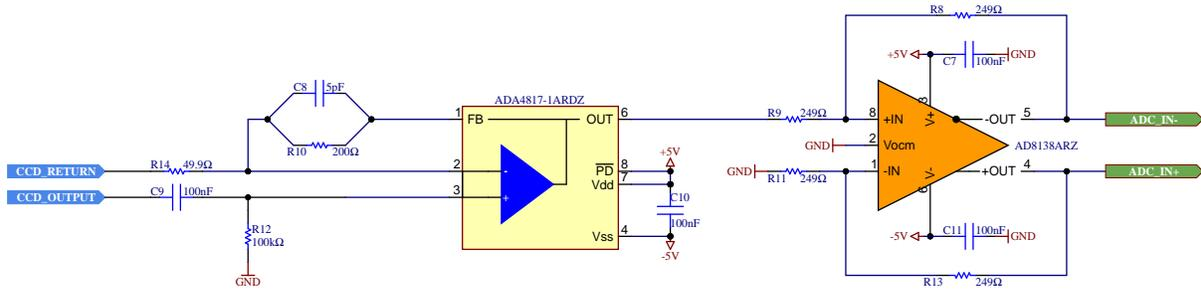 R8 249Ω
+5V
C7 100nF
GND
C8 5pF
R10 200Ω
ADA4817-1ARDZ
1 FB OUT 6
R9 249Ω
8 +IN V+ 3 -OUT 5
ADC_IN-
GND 2 Vocm
AD8138ARZ
CCD_RETURN
R14 49.9Ω
2 -
PD 8
+5V
Vdd 7
GND
R11 249Ω
1 -IN V- 6 +OUT 4
ADC_IN+
CCD_OUTPUT
C9 100nF
3 +
C10
100nF
R12
100kΩ
GND
Vss 4
-5V
-5V
C11 100nF
GND
R13 249Ω